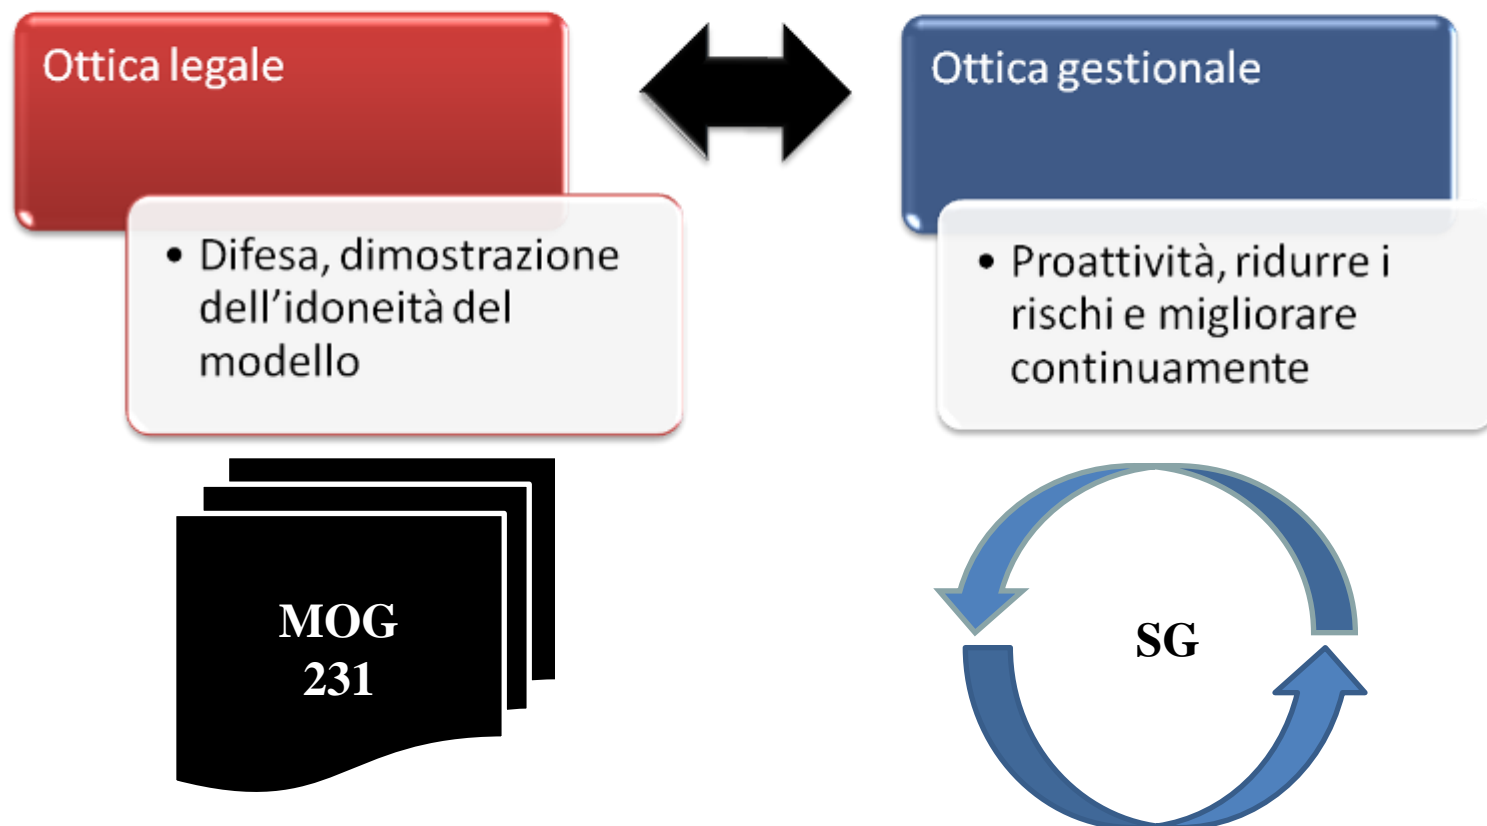 Ottica legale
• Difesa, dimostrazione
dell’idoneità del
modello
Ottica gestionale
• Proattività, ridurre i
rischi e migliorare
continuamente
MOG
231
SG